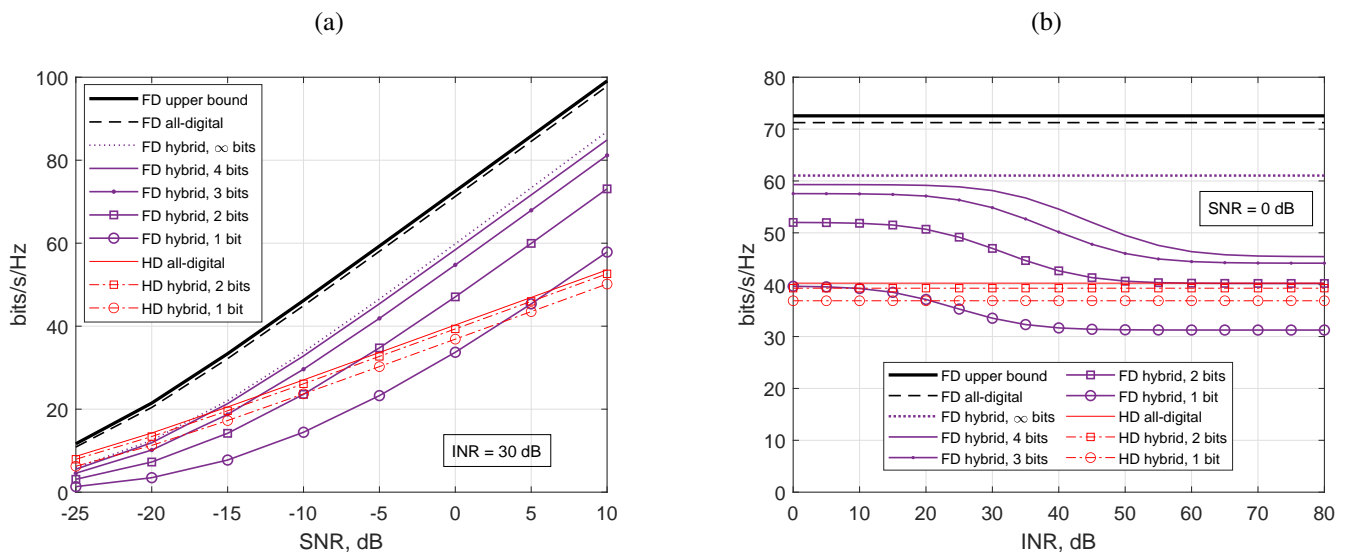 (a)
100
80
60
40
20
0
bits/s/Hz
FD upper bound
FD all-digital
FD hybrid, ∞ bits
FD hybrid, 4 bits
FD hybrid, 3 bits
FD hybrid, 2 bits
FD hybrid, 1 bit
HD all-digital
HD hybrid, 2 bits
HD hybrid, 1 bit
INR = 30 dB
-25 -20 -15 -10 -5 0 5 10
SNR, dB
(b)
80
70
60
50
40
30
20
10
0
bits/s/Hz
SNR = 0 dB
FD upper bound
FD all-digital
FD hybrid, ∞ bits
FD hybrid, 4 bits
FD hybrid, 3 bits
FD hybrid, 2 bits
FD hybrid, 1 bit
HD all-digital
HD hybrid, 2 bits
HD hybrid, 1 bit
0 10 20 30 40 50 60 70 80
INR, dB